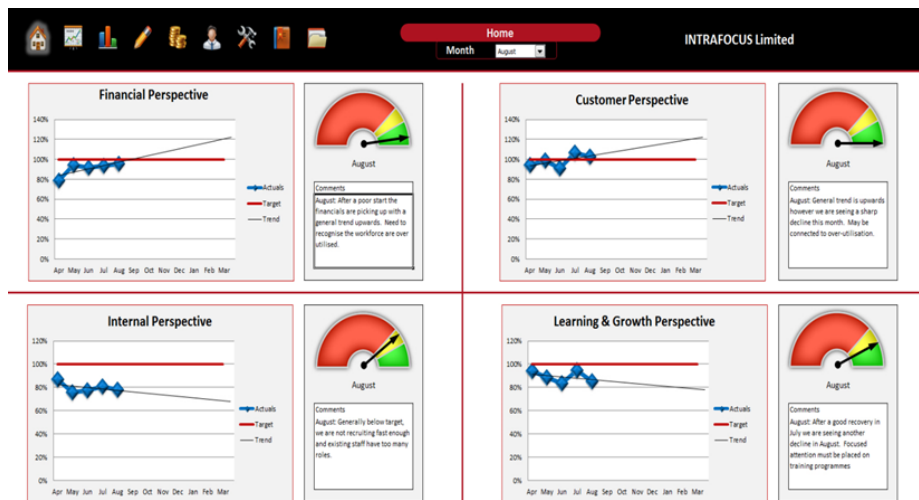 Home
Month
August
INTRAFOCUS Limited
Financial Perspective
140%
120%
100%
80%
60%
40%
20%
0%
Apr May Jun Jul Aug Sep Oct Nov Dec Jan Feb Mar
Actuals
Target
Trend
August
Comments
August: After a poor start the
financials are picking up with a
general trend upwards. Need to
recognise the workforce are over
utilised.
Customer Perspective
140%
120%
100%
80%
60%
40%
20%
0%
Apr May Jun Jul Aug Sep Oct Nov Dec Jan Feb Mar
Actuals
Target
Trend
August
Comments
August: General trend is upwards
however we are seeing a sharp
decline this month. May be
connected to over-utilisation.
Internal Perspective
120%
100%
80%
60%
40%
20%
0%
Apr May Jun Jul Aug Sep Oct Nov Dec Jan Feb Mar
Actuals
Target
Trend
August
Comments
August: Generally below target,
we are not recruiting fast enough
and existing staff have too many
roles.
Learning & Growth Perspective
120%
100%
80%
60%
40%
20%
0%
Apr May Jun Jul Aug Sep Oct Nov Dec Jan Feb Mar
Actuals
Target
Trend
August
Comments
August: After a good recovery in
July we are seeing another
decline in August. Focused
attention must be placed on
training programmes